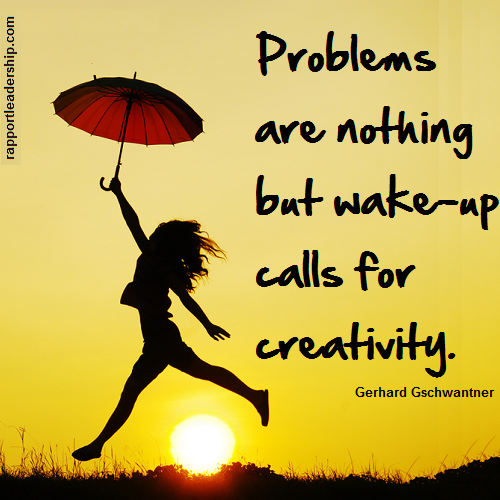 rapportleadership.com
Problems
are nothing
but wake-up
calls for
creativity.
Gerhard Gschwantner